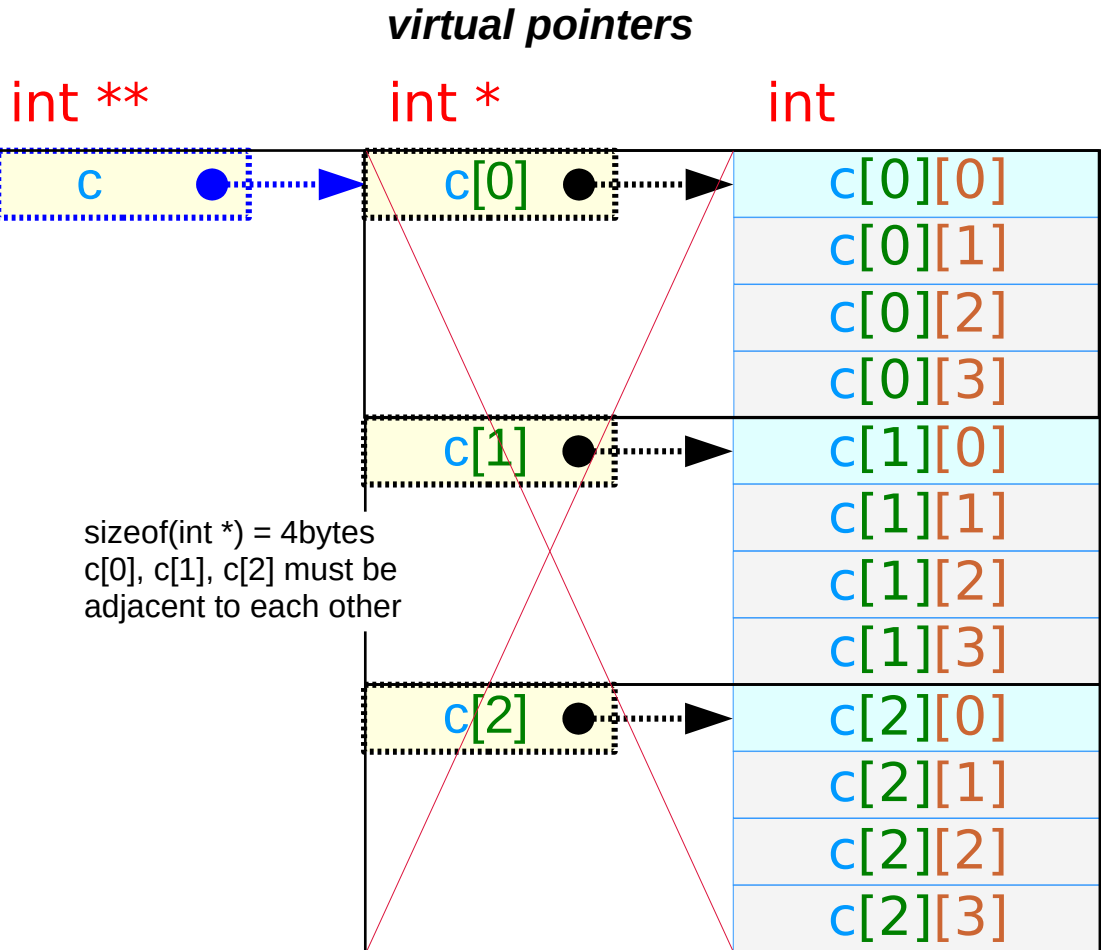 virtual pointers
int ** int * int
c c[0] c[0][0]
c[0][1]
c[0][2]
c[0][3]
c[1] c[1][0]
c[1][1]
sizeof(int *) = 4bytes
c[0], c[1], c[2] must be
adjacent to each other
c[1][2]
c[1][3]
c[2] c[2][0]
c[2][1]
c[2][2]
c[2][3]